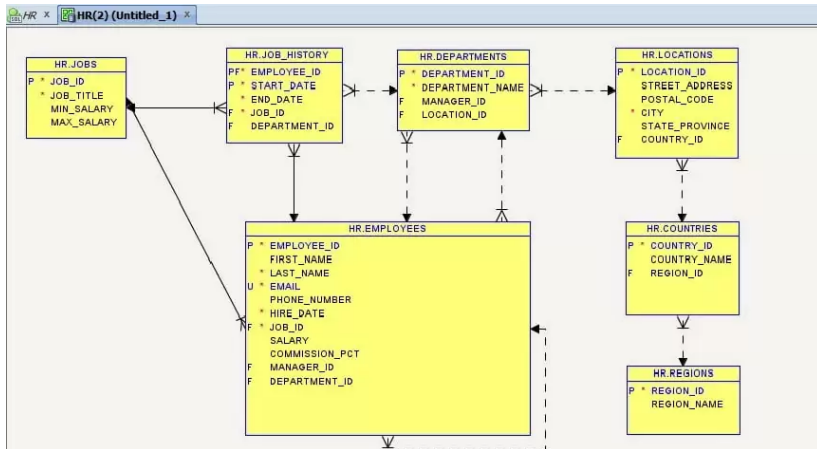 HR x HR(2) (Untitled_1) x
HR.JOBS
P * JOB_ID
* JOB_TITLE
MIN_SALARY
MAX_SALARY
HR.JOB_HISTORY
PF* EMPLOYEE_ID
P * START_DATE
* END_DATE
F * JOB_ID
F DEPARTMENT_ID
HR.DEPARTMENTS
P * DEPARTMENT_ID
* DEPARTMENT_NAME
F MANAGER_ID
F LOCATION_ID
HR.LOCATIONS
P * LOCATION_ID
STREET_ADDRESS
POSTAL_CODE
* CITY
STATE_PROVINCE
F COUNTRY_ID
HR.EMPLOYEES
P * EMPLOYEE_ID
FIRST_NAME
* LAST_NAME
U * EMAIL
PHONE_NUMBER
* HIRE_DATE
F * JOB_ID
SALARY
COMMISSION_PCT
F MANAGER_ID
F DEPARTMENT_ID
HR.COUNTRIES
P * COUNTRY_ID
COUNTRY_NAME
F REGION_ID
HR.REGIONS
P * REGION_ID
REGION_NAME